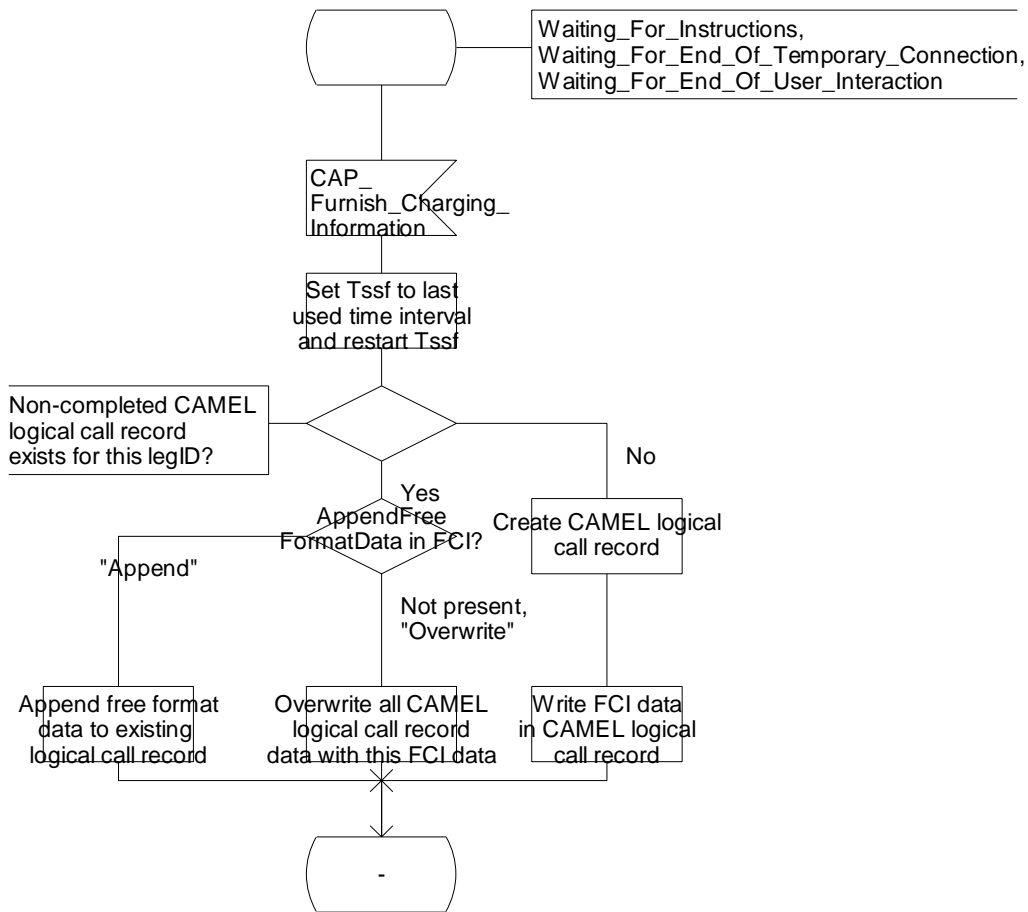 Waiting_For_Instructions,
Waiting_For_End_Of_Temporary_Connection,
Waiting_For_End_Of_User_Interaction
CAP_
Furnish_Charging_
Information
Set Tssf to last
used time interval
and restart Tssf
Non-completed CAMEL
logical call record
exists for this legID?
No
Yes
AppendFree
FormatData in FCI?
Create CAMEL logical
call record
"Append"
Not present,
"Overwrite"
Append free format
data to existing
logical call record
Overwrite all CAMEL
logical call record
data with this FCI data
Write FCI data
in CAMEL logical
call record
-